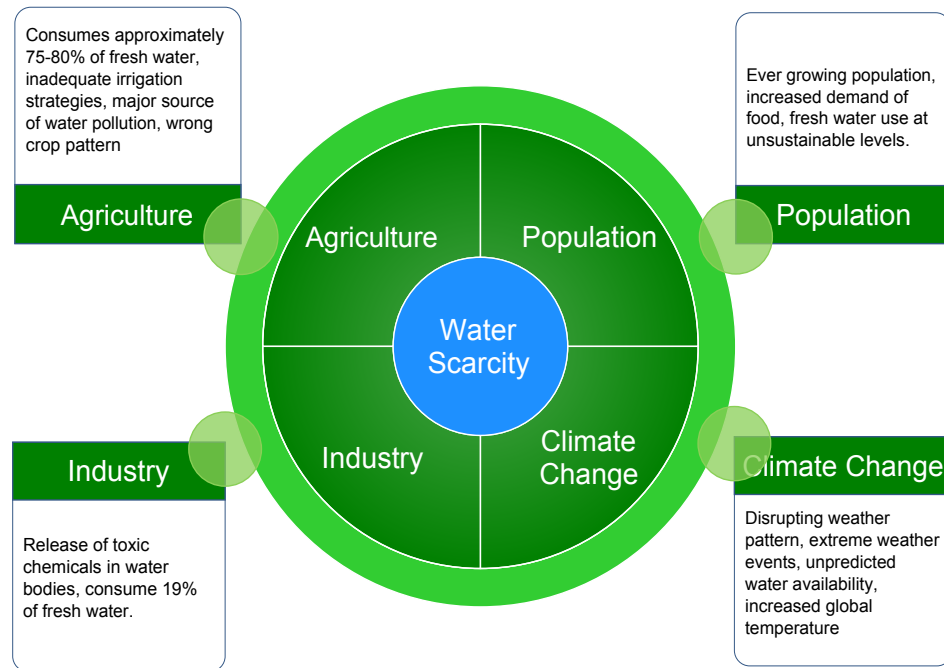 Consumes approximately
75-80% of fresh water,
inadequate irrigation
strategies, major source
of water pollution, wrong
crop pattern
Agriculture
Ever growing population,
increased demand of
food, fresh water use at
unsustainable levels.
Population
Agriculture
Population
Water
Scarcity
Industry
Climate
Change
Industry
Release of toxic
chemicals in water
bodies, consume 19%
of fresh water.
Climate Change
Disrupting weather
pattern, extreme weather
events, unpredicted
water availability,
increased global
temperature